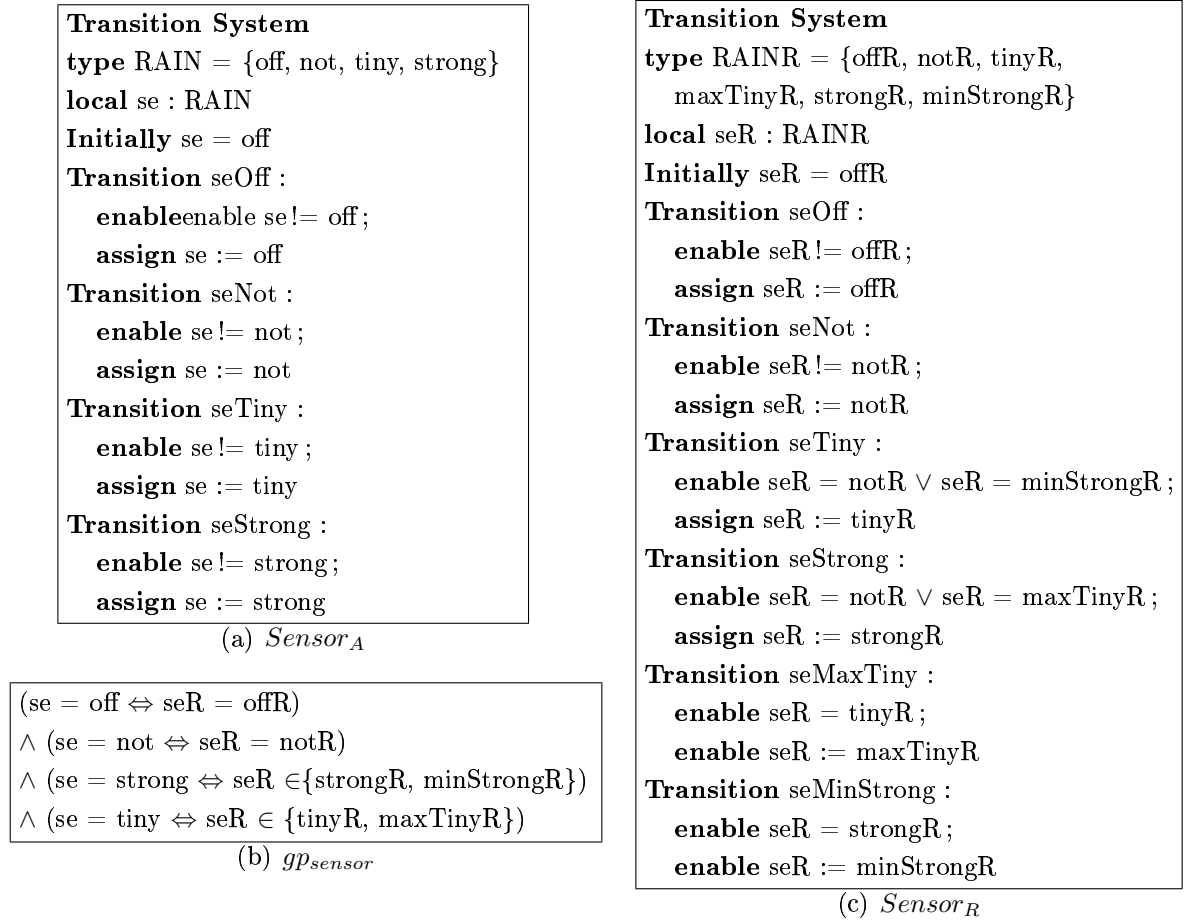 Transition System
type RAIN = {off, not, tiny, strong}
local se : RAIN
Initially se = off
Transition seOff :
enableenable se != off ;
assign se := off
Transition seNot :
enable se != not ;
assign se := not
Transition seTiny :
enable se != tiny ;
assign se := tiny
Transition seStrong :
enable se != strong ;
assign se := strong
(a) Sensor_A
(se = off ⇔ seR = offR)
∧ (se = not ⇔ seR = notR)
∧ (se = strong ⇔ seR ∈{strongR, minStrongR})
∧ (se = tiny ⇔ seR ∈ {tinyR, maxTinyR})
(b) gp_sensor
Transition System
type RAINR = {offR, notR, tinyR,
maxTinyR, strongR, minStrongR}
local seR : RAINR
Initially seR = offR
Transition seOff :
enable seR != offR ;
assign seR := offR
Transition seNot :
enable seR != notR ;
assign seR := notR
Transition seTiny :
enable seR = notR ∨ seR = minStrongR ;
assign seR := tinyR
Transition seStrong :
enable seR = notR ∨ seR = maxTinyR ;
assign seR := strongR
Transition seMaxTiny :
enable seR = tinyR ;
enable seR := maxTinyR
Transition seMinStrong :
enable seR = strongR ;
enable seR := minStrongR
(c) Sensor_R